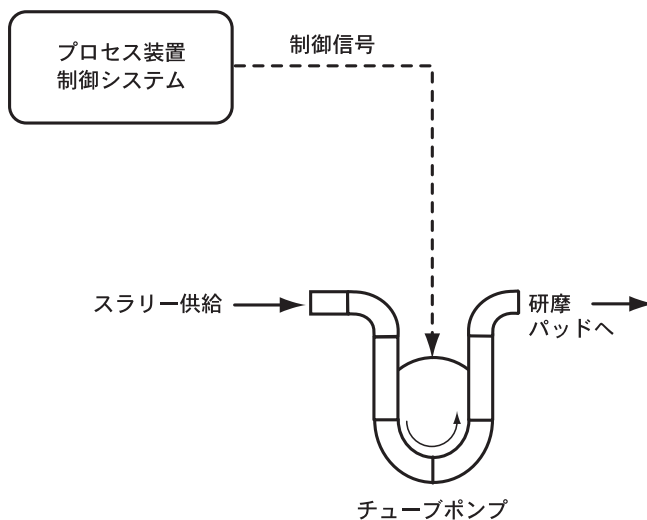 プロセス装置
制御システム
制御信号
スラリー供給
研摩
パッドへ
チューブポンプ